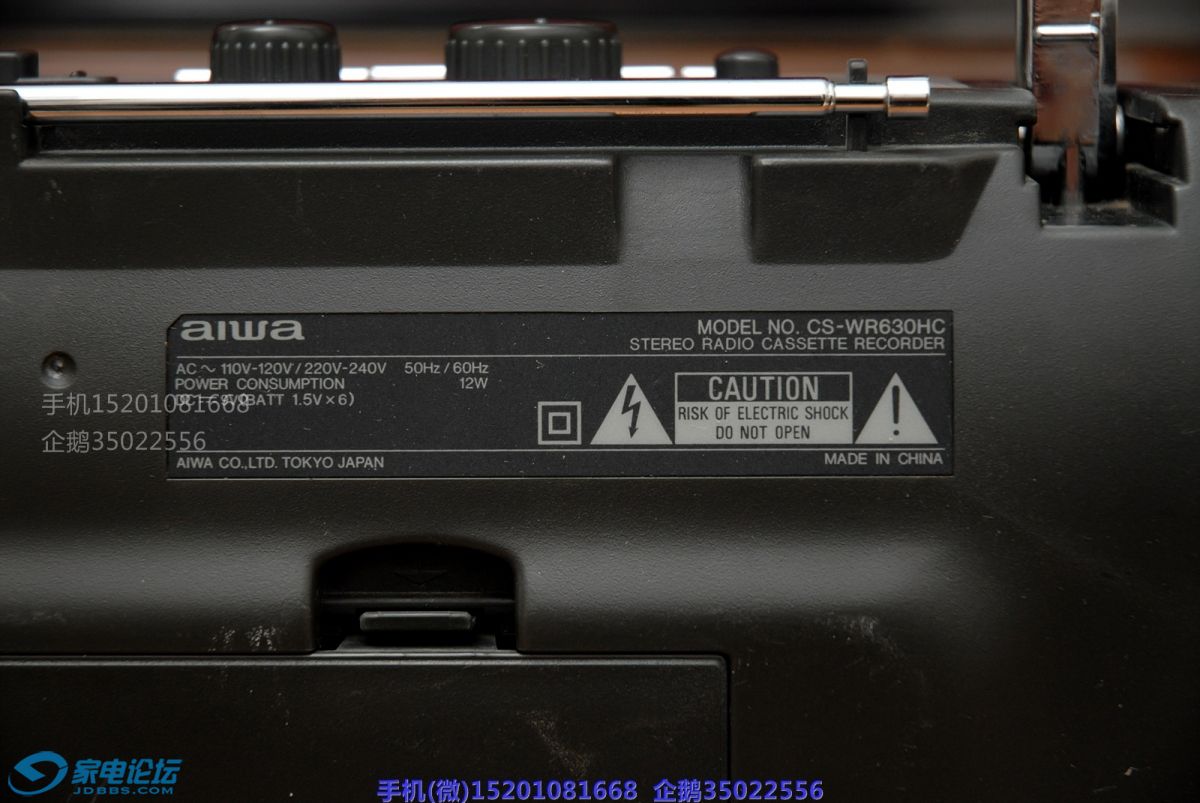 aiwa
MODEL NO. CS-WR630HC
STEREO RADIO CASSETTE RECORDER
AC ~ 110V-120V / 220V-240V 50Hz / 60Hz
POWER CONSUMPTION 12W
(BATT 1.5V×6)
手机15201081668
企鹅35022556
CAUTION
RISK OF ELECTRIC SHOCK
DO NOT OPEN
AIWA CO.,LTD. TOKYO JAPAN
MADE IN CHINA
家电论坛
JDBBS.COM
手机(微)15201081668 企鹅35022556